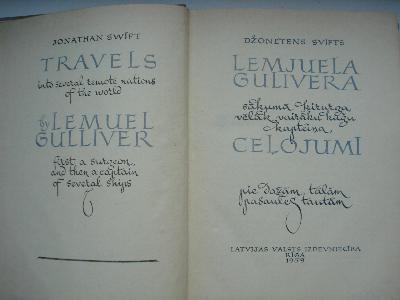 JONATHAN SWIFT
TRAVELS
into several remote nations
of the world
by LEMUEL
GULLIVER
first a surgeon,
and then a captain
of several ships
DŽONETENS SVIFTS
LEMJUELA
GULIVERA
sākumā ķirurga
vēlāk vairāku kuģu
kapteiņa,
CEĻOJUMI
pie dažām tālām
pasaules tautām
LATVIJAS VALSTS IZDEVNIECĪBA
RĪGĀ
1959